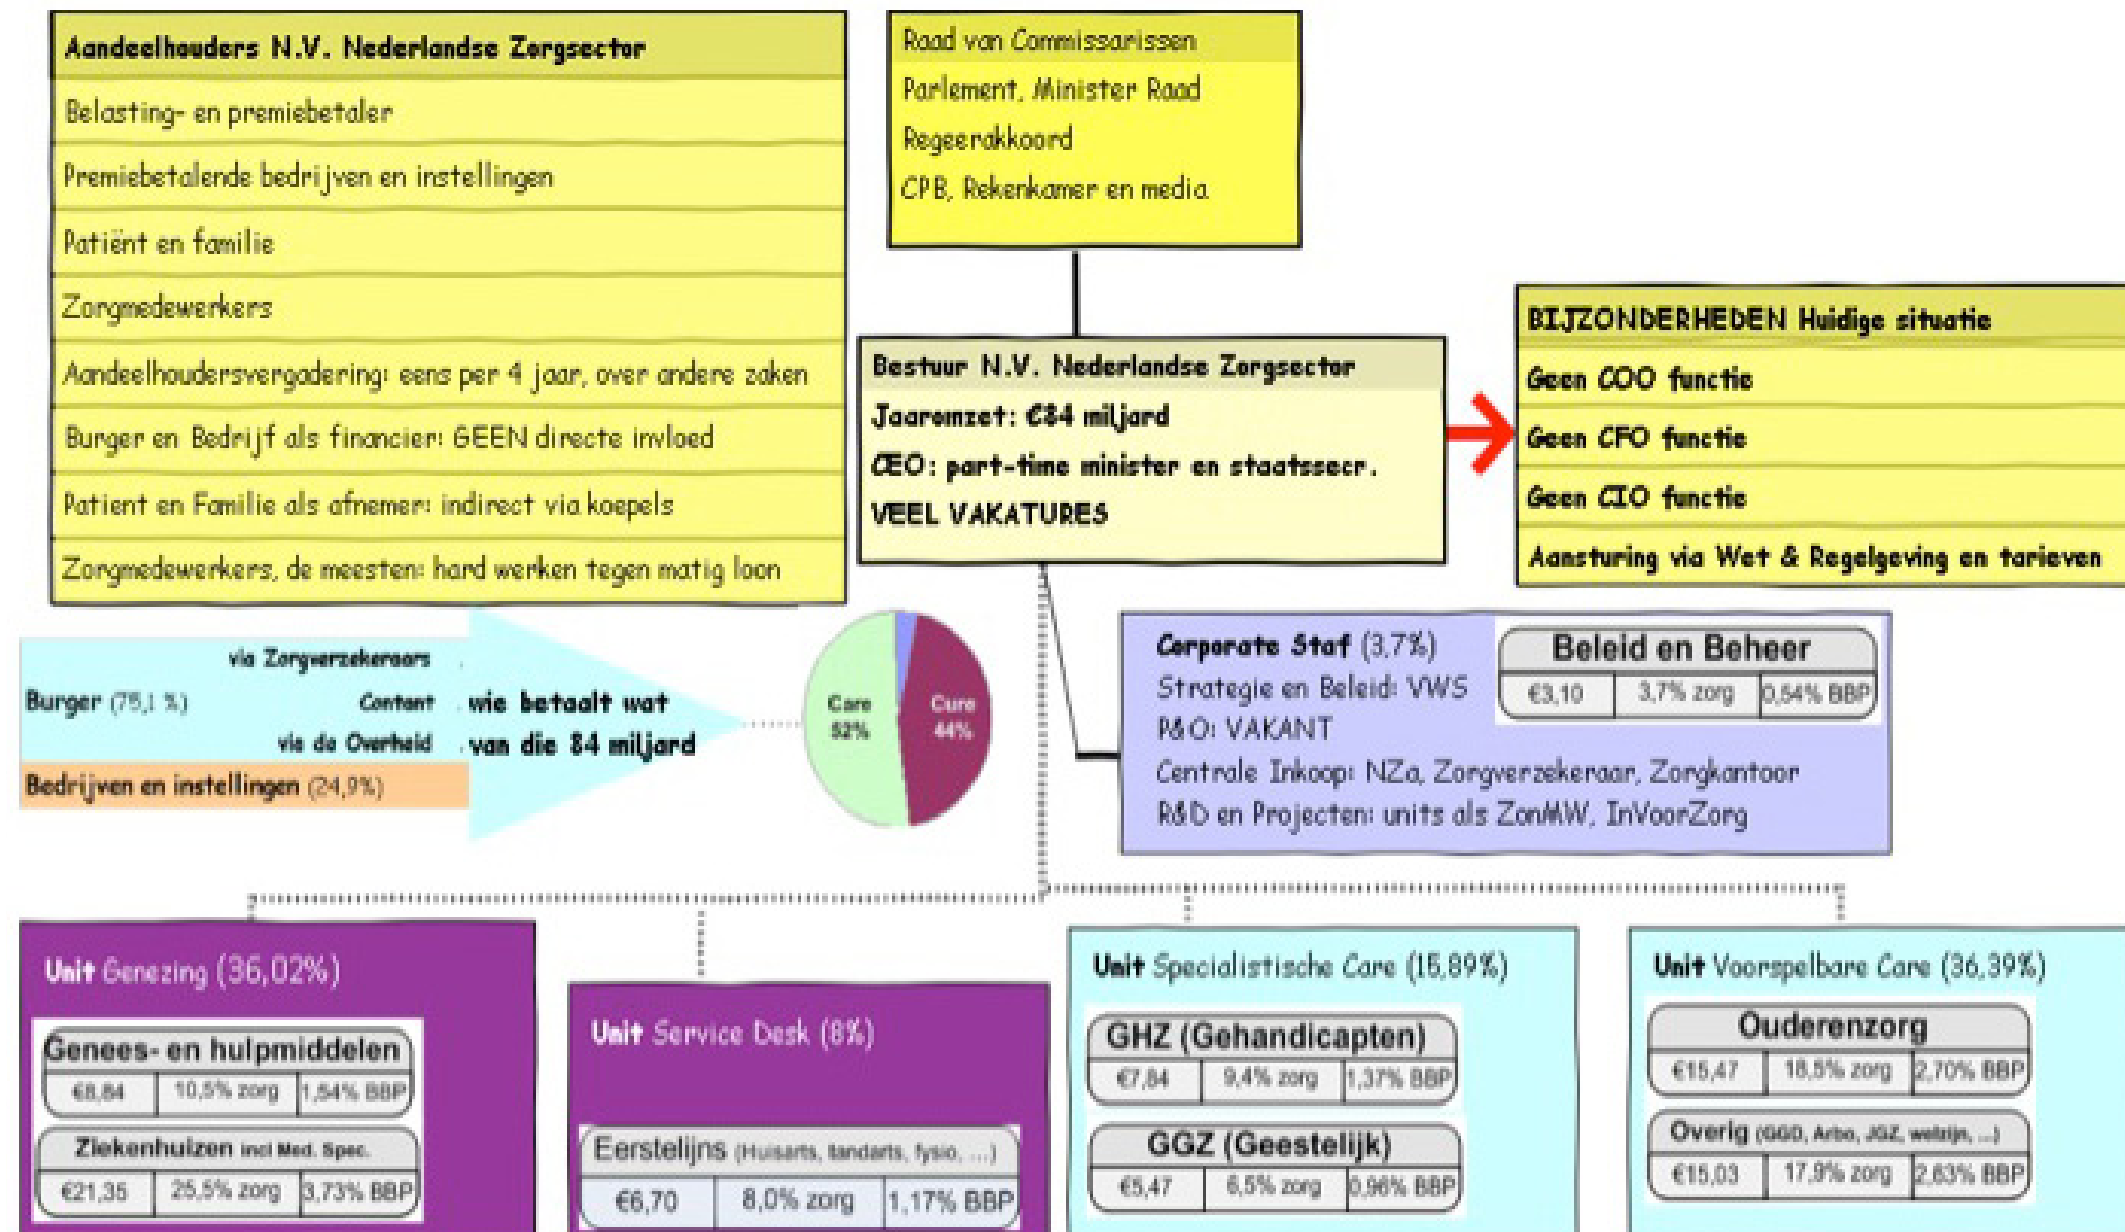 Aandeelhouders N.V. Nederlandse Zorgsector
Belasting- en premiebetaler
Premiebetalende bedrijven en instellingen
Patiënt en familie
Zorgmedewerkers
Aandeelhoudersvergadering: eens per 4 jaar, over andere zaken
Burger en Bedrijf als financier: GEEN directe invloed
Patient en Familie als afnemer: indirect via koepels
Zorgmedewerkers, de meesten: hard werken tegen matig loon
Raad van Commissarissen
Parlement, Minister Raad
Regeerakkoord
CPB, Rekenkamer en media
Bestuur N.V. Nederlandse Zorgsector
Jaaromzet: €84 miljard
CEO: part-time minister en staatssecr.
VEEL VAKATURES
BIJZONDERHEDEN Huidige situatie
Geen COO functie
Geen CFO functie
Geen CIO functie
Aansturing via Wet & Regelgeving en tarieven
via Zorgverzekeraars
Burger (75,1 %)
Contant
via de Overheid
Bedrijven en instellingen (24,9%)
wie betaalt wat
van die 84 miljard
Care
52%
Cure
44%
Corporate Staf (3,7%)
Strategie en Beleid: VWS
P&O: VAKANT
Centrale Inkoop: NZa, Zorgverzekeraar, Zorgkantoor
R&D en Projecten: units als ZonMW, InVoorZorg
Beleid en Beheer
€3,10 3,7% zorg 0,54% BBP
Unit Genezing (36,02%)
Genees- en hulpmiddelen
€8,84 10,5% zorg 1,54% BBP
Ziekenhuizen incl Med. Spec.
€21,35 25,5% zorg 3,73% BBP
Unit Service Desk (8%)
Eerstelijns (Huisarts, tandarts, fysio, ...)
€6,70 8,0% zorg 1,17% BBP
Unit Specialistische Care (15,89%)
GHZ (Gehandicapten)
€7,84 9,4% zorg 1,37% BBP
GGZ (Geestelijk)
€5,47 6,5% zorg 0,96% BBP
Unit Voorspelbare Care (36,39%)
Ouderenzorg
€15,47 18,5% zorg 2,70% BBP
Overig (GGD, Arbo, JGZ, welzijn, ...)
€15,03 17,9% zorg 2,63% BBP